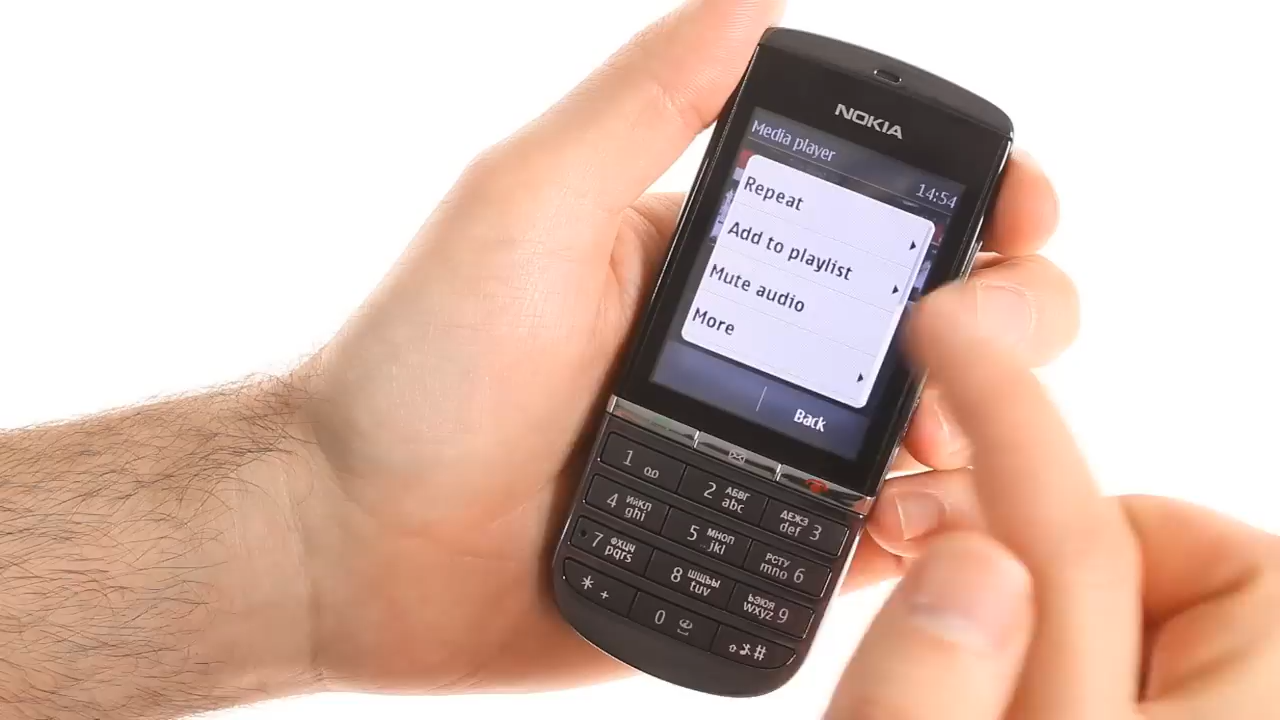 NOKIA
Media player
14:54
Repeat
Add to playlist
Mute audio
More
Back
1
2 АБВГ abc
ДЕЖЗ def 3
4 ИЙКЛ ghi
5 МНОП jkl
РСТУ mno 6
7 ФХЦЧ pqrs
8 ШЩЪЫ tuv
ЬЭЮЯ wxyz 9
* +
0
#